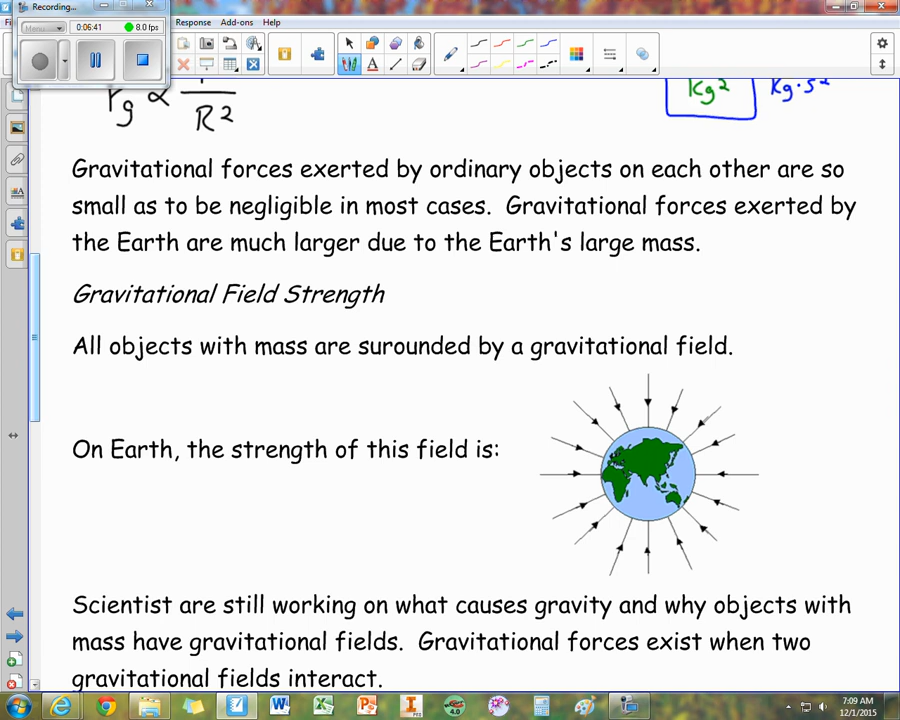 Recording...
Menu
0:06:41
8.0 fps
Response Add-ons Help
Fg ∝
R²
kg²
kg·s²
Gravitational forces exerted by ordinary objects on each other are so
small as to be negligible in most cases. Gravitational forces exerted by
the Earth are much larger due to the Earth's large mass.
Gravitational Field Strength
All objects with mass are surounded by a gravitational field.
On Earth, the strength of this field is:
Scientist are still working on what causes gravity and why objects with
mass have gravitational fields. Gravitational forces exist when two
gravitational fields interact.
7:09 AM
12/1/2015